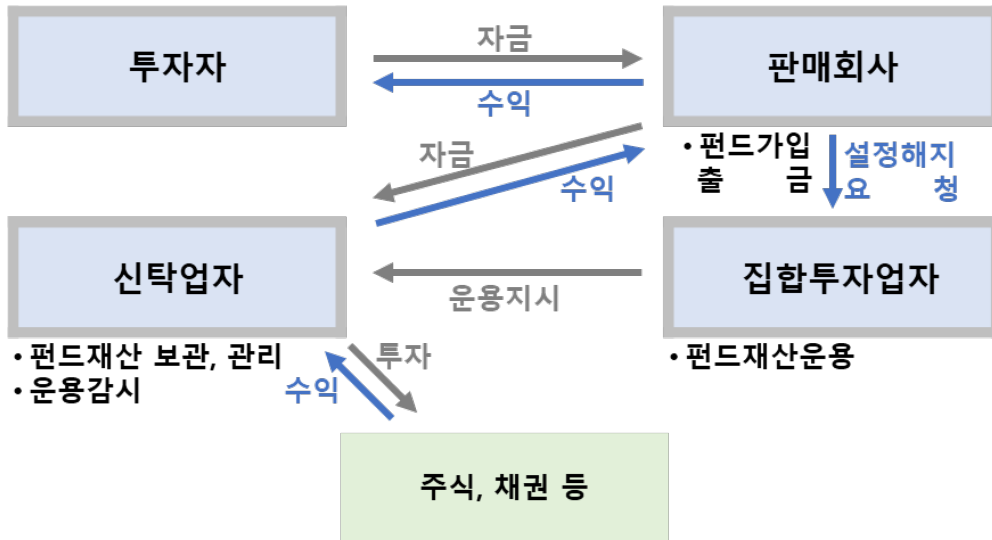 투자자
자금
수익
판매회사
자금
수익
• 펀드가입
출 금
설정해지
요 청
신탁업자
운용지시
집합투자업자
• 펀드재산 보관, 관리
• 운용감시
투자
수익
• 펀드재산운용
주식, 채권 등